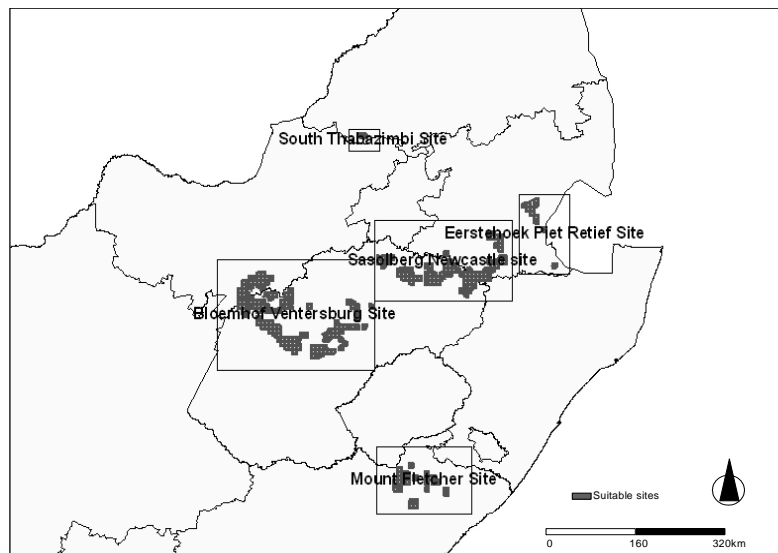 South Thabazimbi Site
Eerstehoek Piet Retief Site
Sasolberg Newcastle site
Bloemhof Ventersburg Site
Mount Fletcher Site
Suitable sites
0 160 320km